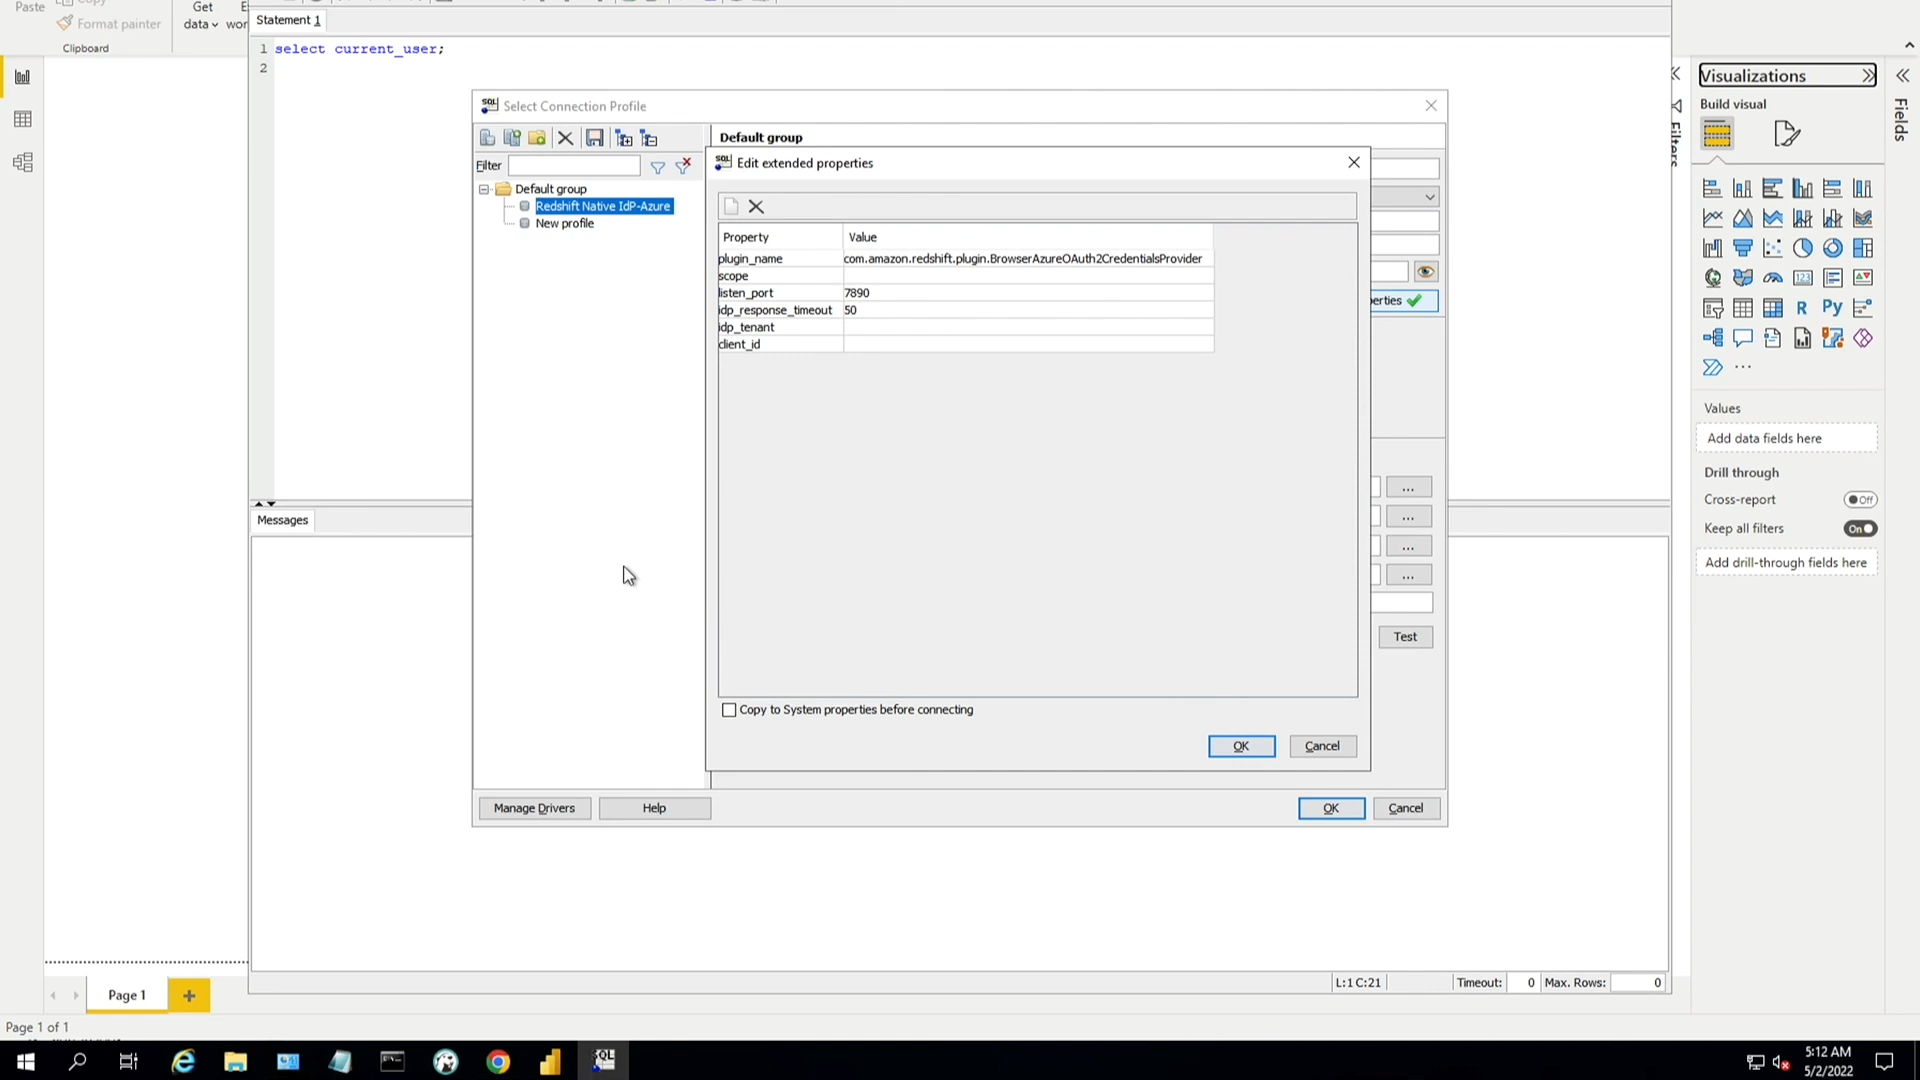 Paste
Copy
Format painter
Clipboard
Get
data
Statement 1
1 select current_user;
2
Select Connection Profile
Default group
Filter
Default group
Redshift Native IdP-Azure
New profile
Edit extended properties
Property Value
plugin_name com.amazon.redshift.plugin.BrowserAzureOAuth2CredentialsProvider
scope
listen_port 7890
idp_response_timeout 50
idp_tenant
client_id
perties
...
...
...
...
Test
Copy to System properties before connecting
OK Cancel
Manage Drivers Help OK Cancel
Messages
L:1 C:21 Timeout: 0 Max. Rows: 0
Filters
Visualizations
Build visual
Fields
R Py
...
Values
Add data fields here
Drill through
Cross-report Off
Keep all filters On
Add drill-through fields here
Page 1
Page 1 of 1
SQL
5:12 AM
5/2/2022